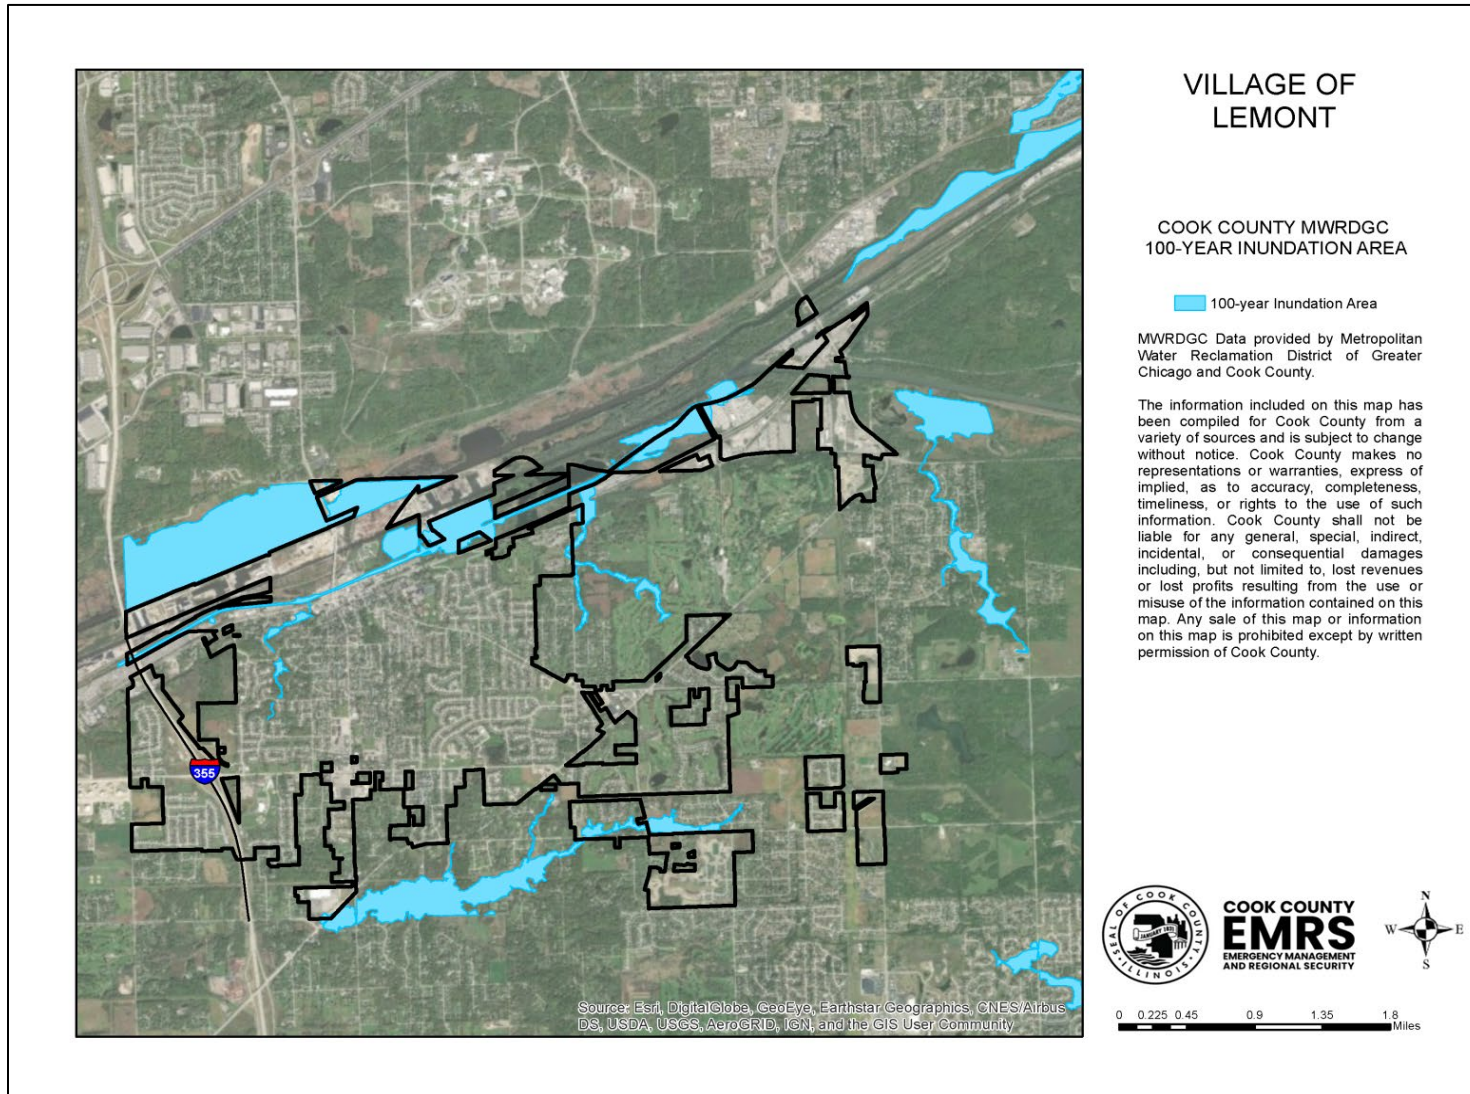 VILLAGE OF
LEMONT
COOK COUNTY MWRDGC
100-YEAR INUNDATION AREA
100-year Inundation Area
MWRDGC Data provided by Metropolitan
Water Reclamation District of Greater
Chicago and Cook County.
The information included on this map has
been compiled for Cook County from a
variety of sources and is subject to change
without notice. Cook County makes no
representations or warranties, express of
implied, as to accuracy, completeness,
timeliness, or rights to the use of such
information. Cook County shall not be
liable for any general, special, indirect,
incidental, or consequential damages
including, but not limited to, lost revenues
or lost profits resulting from the use or
misuse of the information contained on this
map. Any sale of this map or information
on this map is prohibited except by written
permission of Cook County.
355
SEAL OF COOK COUNTY
JANUARY 1831
ILLINOIS
COOK COUNTY
EMRS
EMERGENCY MANAGEMENT
AND REGIONAL SECURITY
N
W E
S
Source: Esri, DigitalGlobe, GeoEye, Earthstar Geographics, CNES/Airbus
DS, USDA, USGS, AeroGRID, IGN, and the GIS User Community
0 0.225 0.45 0.9 1.35 1.8
Miles